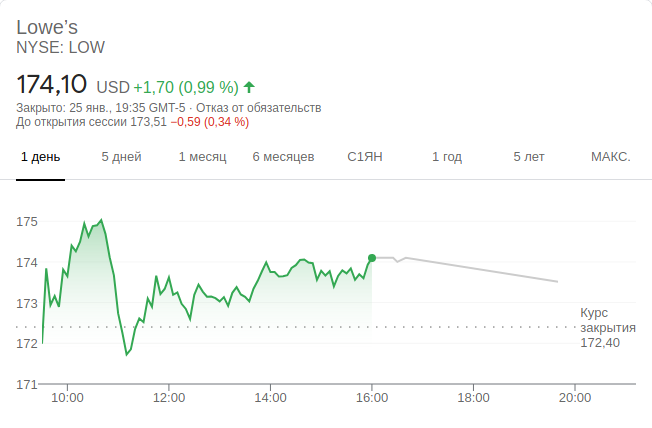 Lowe's
NYSE: LOW
174,10 USD +1,70 (0,99 %)
Закрыто: 25 янв., 19:35 GMT-5 · Отказ от обязательств
До открытия сессии 173,51 −0,59 (0,34 %)
1 день 5 дней 1 месяц 6 месяцев С1ЯН 1 год 5 лет МАКС.
175
174
173
Курс
закрытия
172,40
172
171
10:00 12:00 14:00 16:00 18:00 20:00